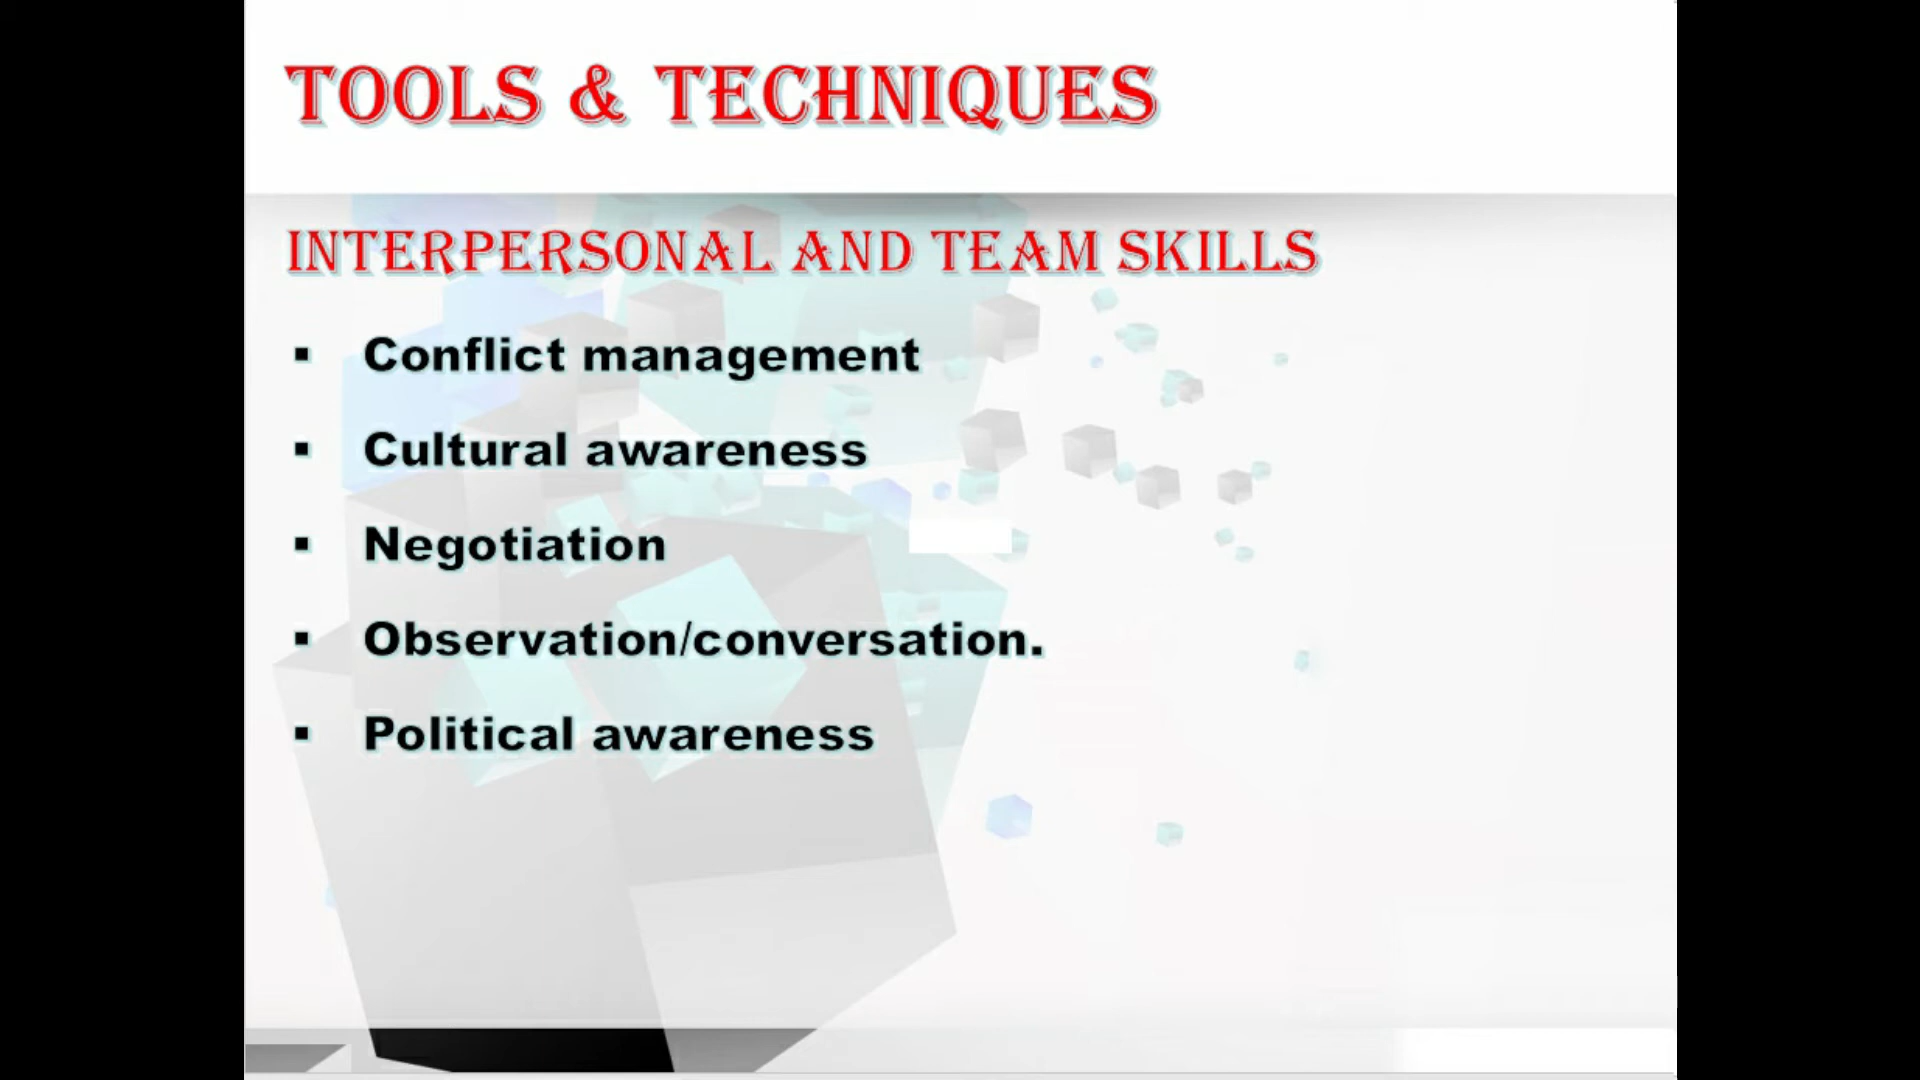 TOOLS & TECHNIQUES
INTERPERSONAL AND TEAM SKILLS
▪ Conflict management
▪ Cultural awareness
▪ Negotiation
▪ Observation/conversation.
▪ Political awareness